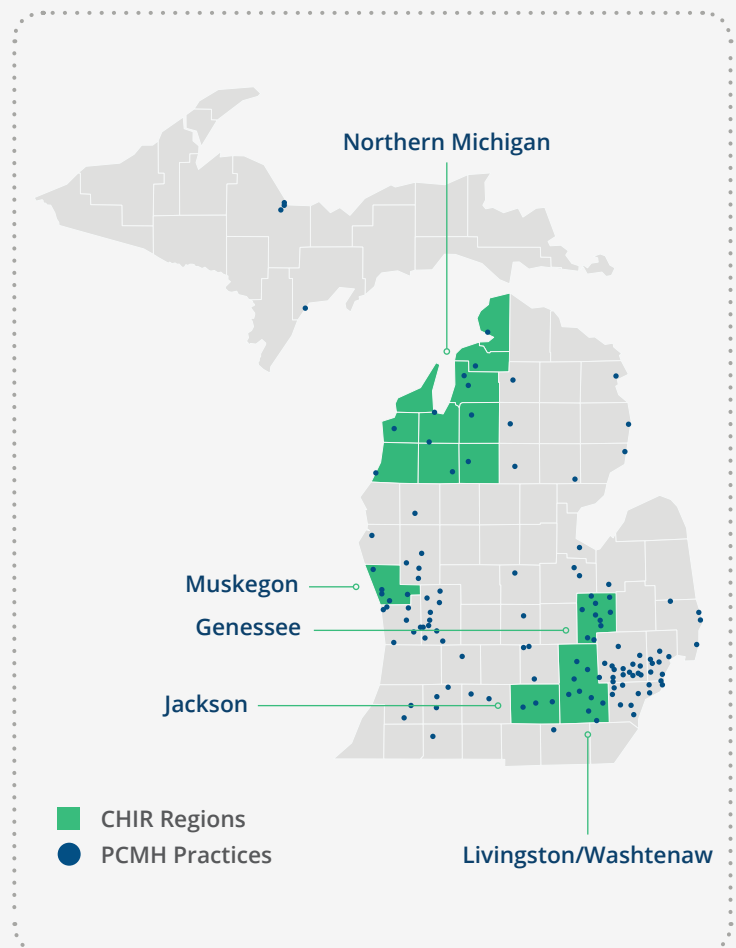 Northern Michigan
Muskegon
Genessee
Jackson
CHIR Regions
PCMH Practices
Livingston/Washtenaw